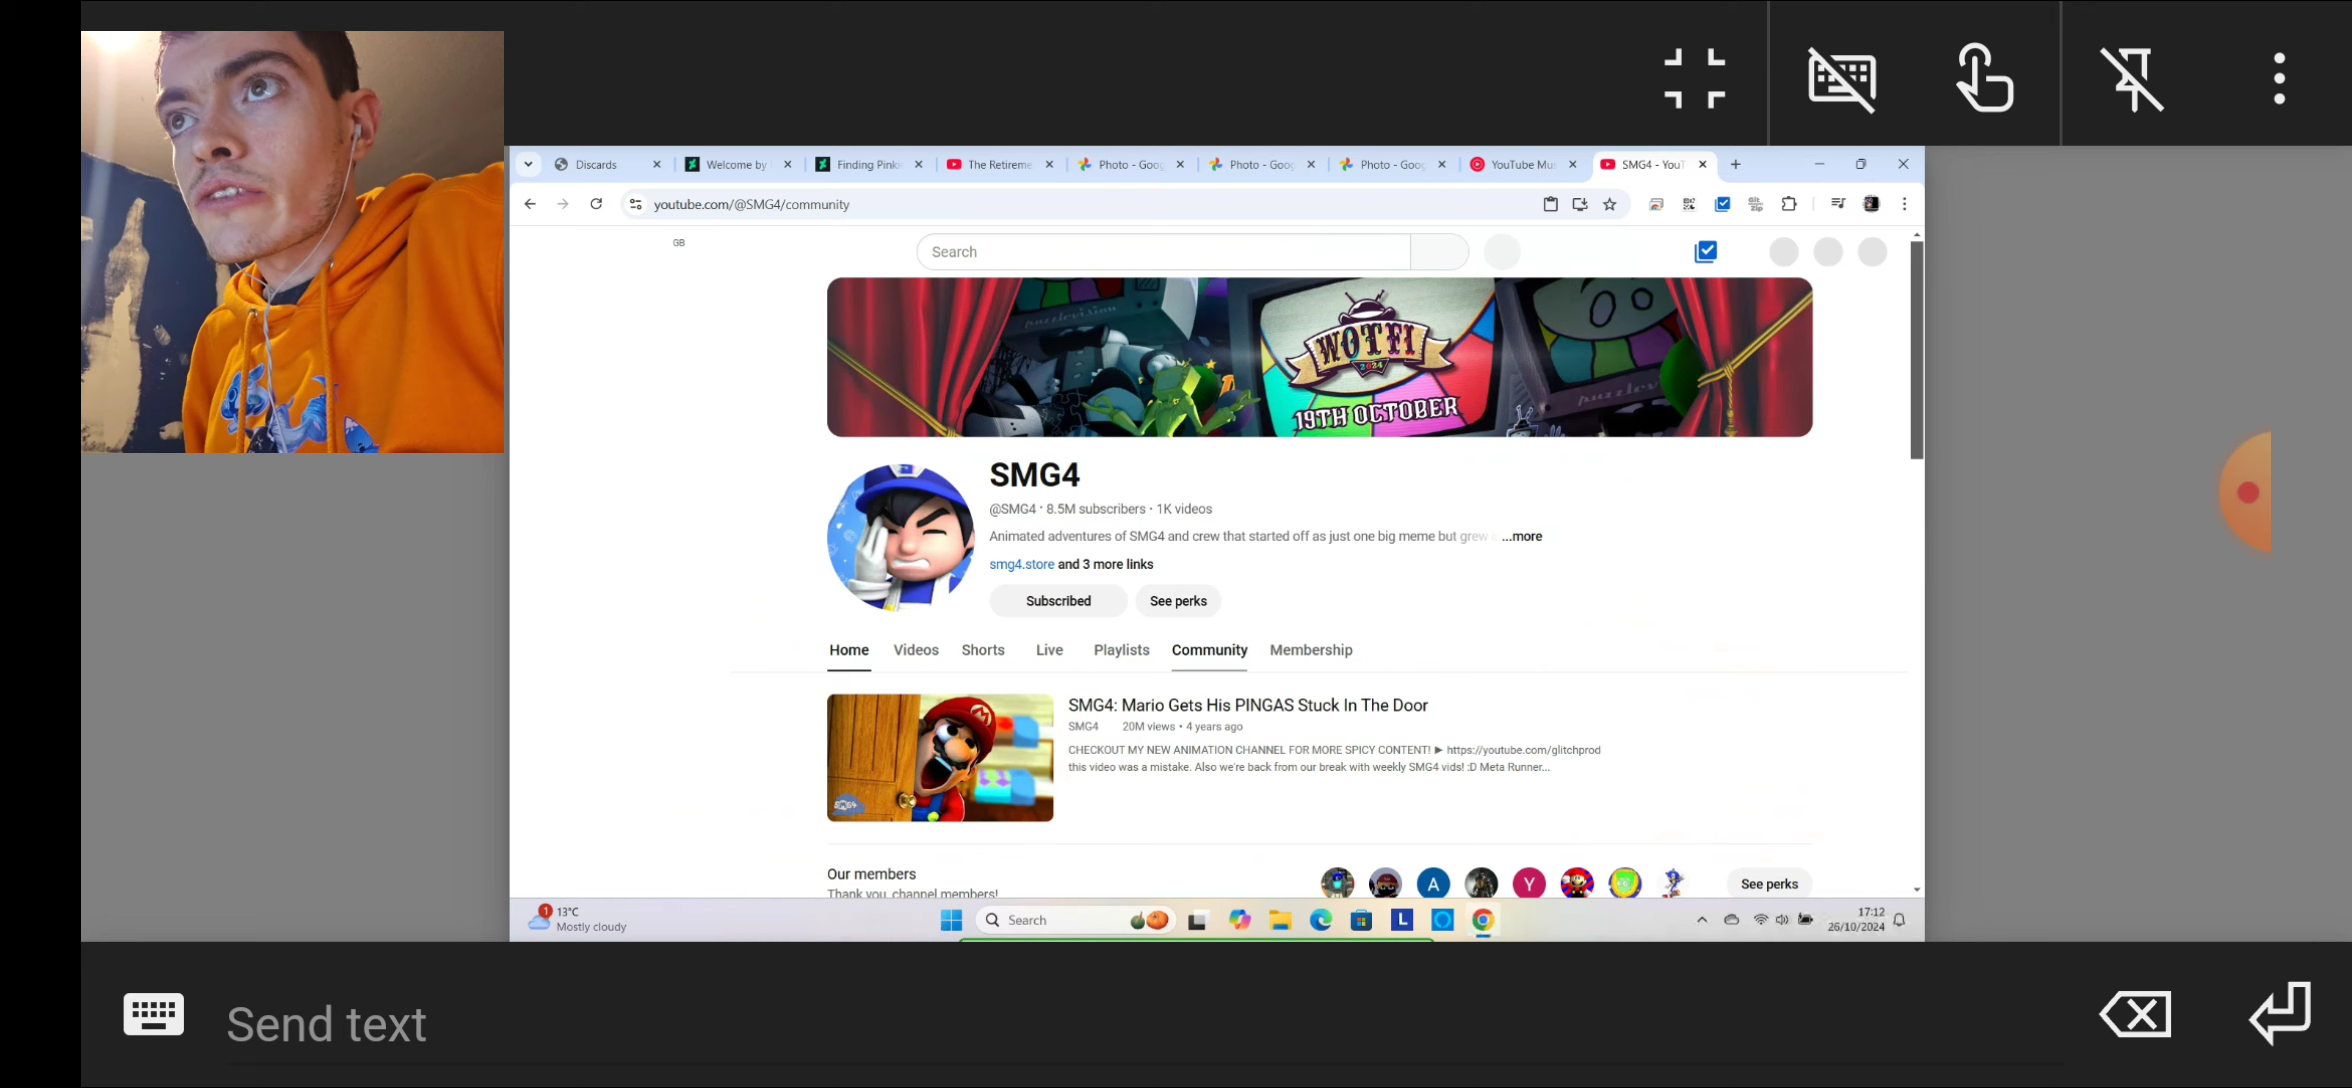 Discards
Welcome by
Finding Pinki
The Retireme
Photo - Goog
Photo - Goog
Photo - Goog
YouTube Mus
SMG4 - YouT
youtube.com/@SMG4/community
GB
Search
puzzlevision
WOTFI
2024
19TH OCTOBER
SMG4
@SMG4 • 8.5M subscribers • 1K videos
Animated adventures of SMG4 and crew that started off as just one big meme but grew ...more
smg4.store and 3 more links
Subscribed
See perks
Home
Videos
Shorts
Live
Playlists
Community
Membership
SMG4: Mario Gets His PINGAS Stuck In The Door
SMG4 20M views • 4 years ago
CHECKOUT MY NEW ANIMATION CHANNEL FOR MORE SPICY CONTENT! ► https://youtube.com/glitchprod
this video was a mistake. Also we're back from our break with weekly SMG4 vids! :D Meta Runner...
SMG4
Our members
Thank you, channel members!
A
Y
See perks
1
13°C
Mostly cloudy
Search
L
17:12
26/10/2024
Send text